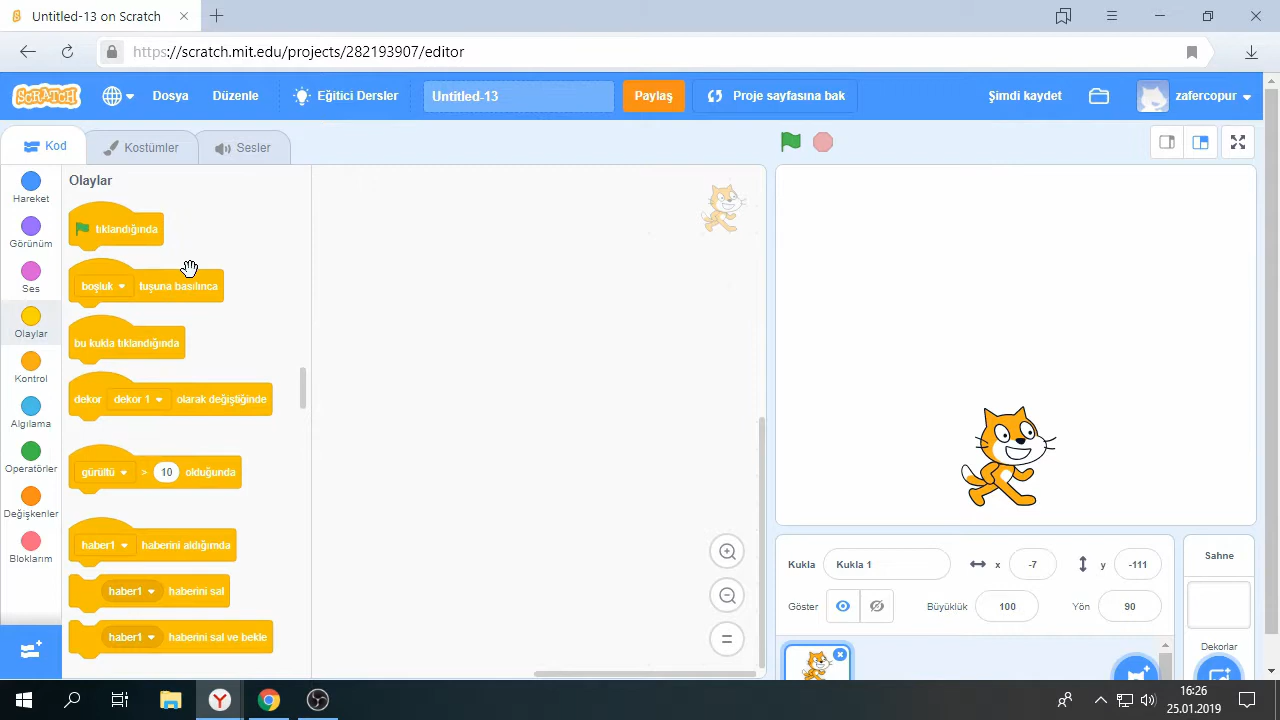 Untitled-13 on Scratch
https://scratch.mit.edu/projects/282193907/editor
SCRATCH
Dosya
Düzenle
Eğitici Dersler
Untitled-13
Paylaş
Proje sayfasına bak
Şimdi kaydet
zafercopur
Kod
Kostümler
Sesler
Hareket
Görünüm
Ses
Olaylar
Kontrol
Algılama
Operatörler
Değişkenler
Bloklarım
Olaylar
tıklandığında
boşluk tuşuna basılınca
bu kukla tıklandığında
dekor dekor 1 olarak değiştiğinde
gürültü > 10 olduğunda
haber1 haberini aldığımda
haber1 haberini sal
haber1 haberini sal ve bekle
Kukla Kukla 1 x -7 y -111
Göster Büyüklük 100 Yön 90
Sahne
Dekorlar
16:26
25.01.2019